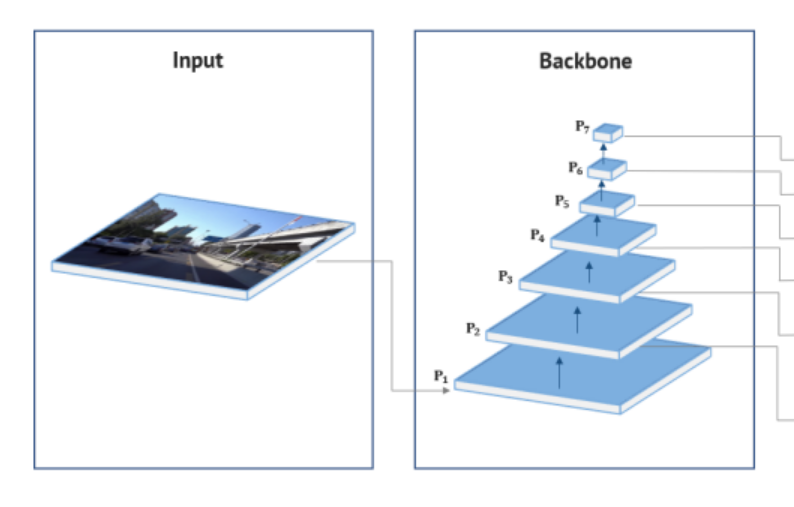 Input
Backbone
P₇
P₆
P₅
P₄
P₃
P₂
P₁